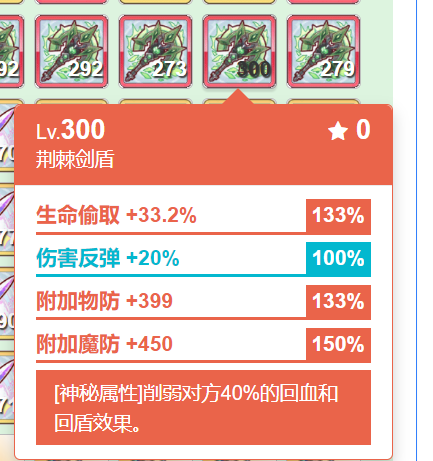 92 292 273 300 279
Lv.300 0
荆棘剑盾
生命偷取 +33.2% 133%
伤害反弹 +20% 100%
附加物防 +399 133%
附加魔防 +450 150%
[神秘属性]削弱对方40%的回血和
回盾效果。